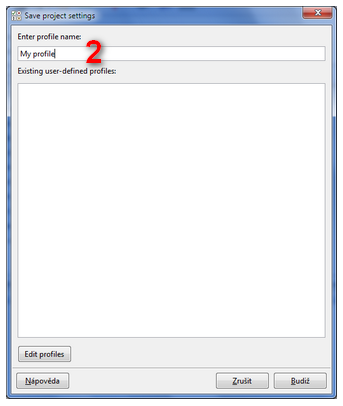 Save project settings
Enter profile name:
My profile
2
Existing user-defined profiles:
Edit profiles
Nápověda
Zrušit
Budiž